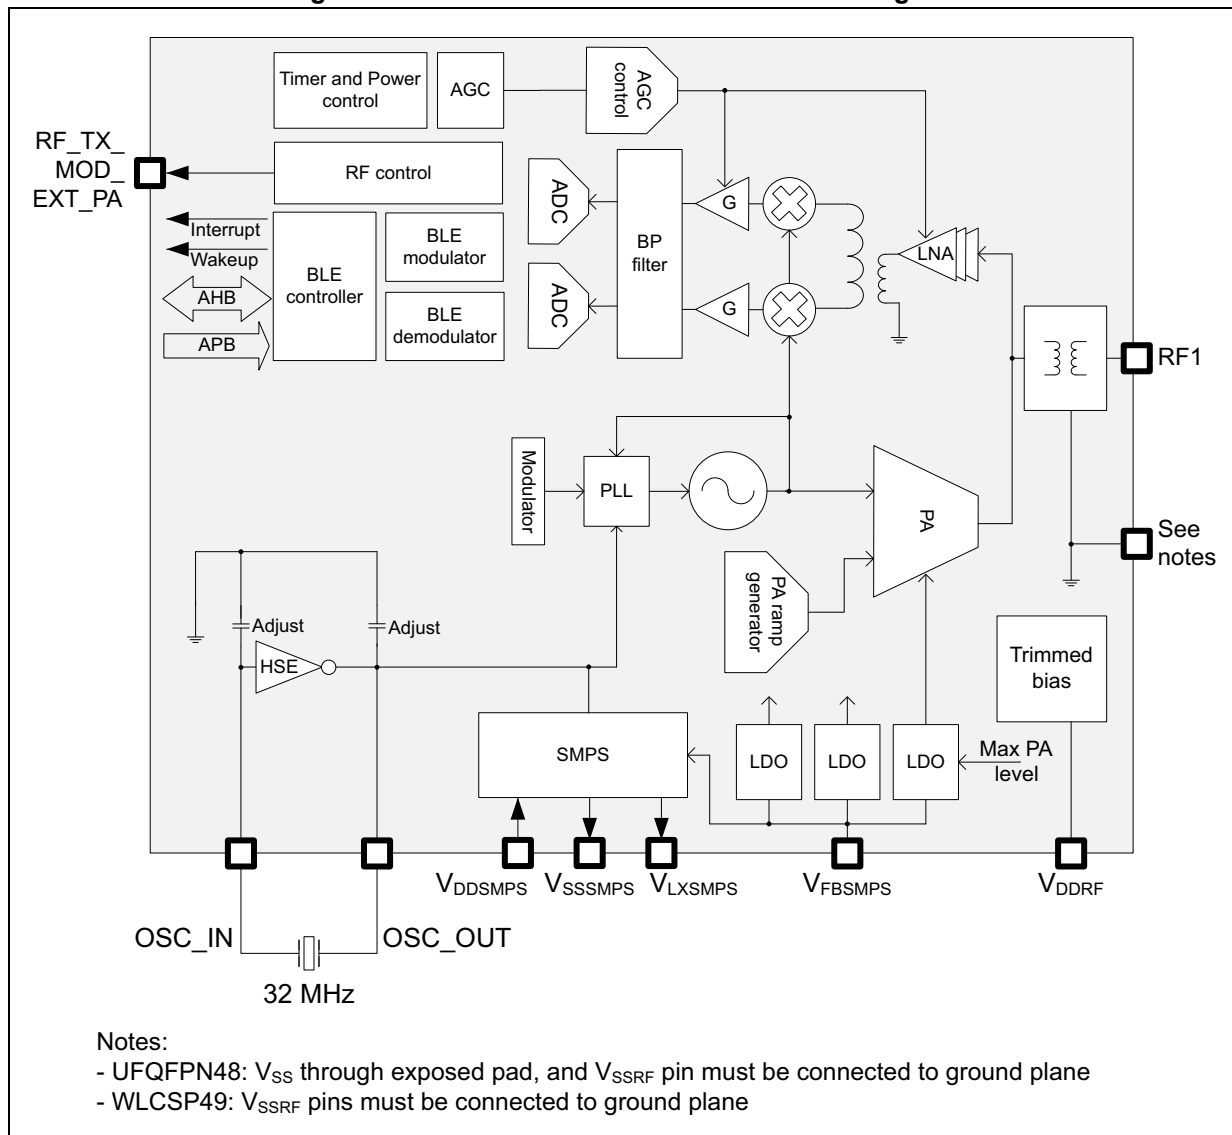 Timer and Power
control
AGC
AGC
control
RF_TX_
MOD_
EXT_PA
RF control
ADC
BP
filter
G
LNA
Interrupt
Wakeup
AHB
APB
BLE
controller
BLE
modulator
BLE
demodulator
ADC
G
RF1
Modulator
PLL
PA
See
notes
PA ramp
generator
Adjust
Adjust
HSE
Trimmed
bias
SMPS
LDO
LDO
LDO
Max PA
level
VDDSMPS
VSSSMPS
VLXSMPS
VFBSMPS
VDDRF
OSC_IN
OSC_OUT
32 MHz
Notes:
- UFQFPN48: VSS through exposed pad, and VSSRF pin must be connected to ground plane
- WLCSP49: VSSRF pins must be connected to ground plane